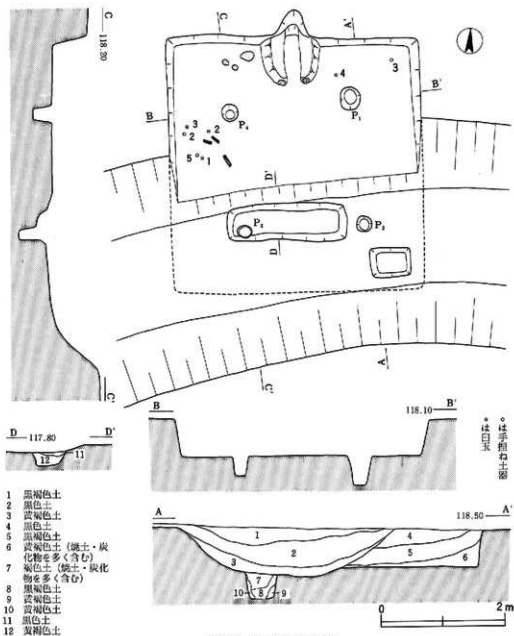 C
118.20
C'
C
A'
3
4
B
B'
P₄
P₁
3
2
2
5
1
D'
P₃
P₂
D
A
C'
D
117.80
D'
11
12
B
118.10
B'
○は手捏ね土器
●は臼玉
1 黒褐色土
2 黒色土
3 黄褐色土
4 黒色土
5 黒褐色土
6 黄褐色土（焼土・炭
化物を多く含む）
7 褐色土（焼土・炭化
物を多く含む）
8 黒褐色土
9 黄褐色土
10 黄褐色土
11 黒色土
12 黄褐色土
A
118.50
A'
1
2
3
4
5
6
7
8
9
10
0
2 m